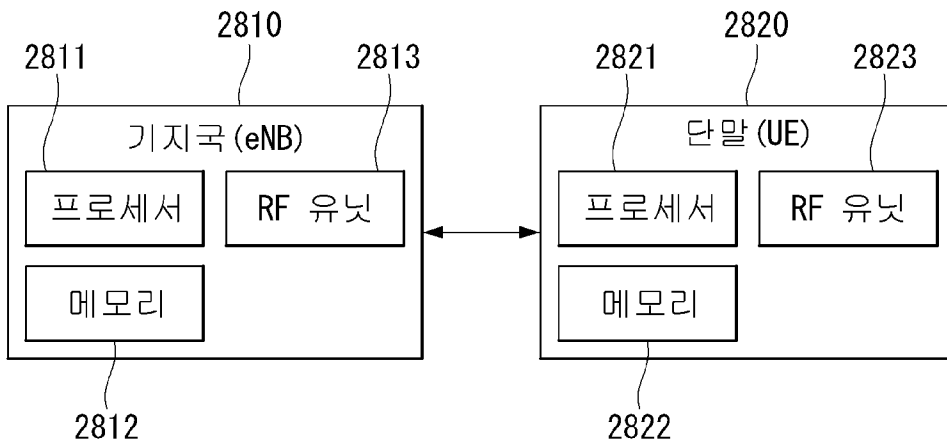 2810
2820
2811
2813
2821
2823
기지국(eNB)
단말(UE)
프로세서
RF 유닛
프로세서
RF 유닛
메모리
메모리
2812
2822